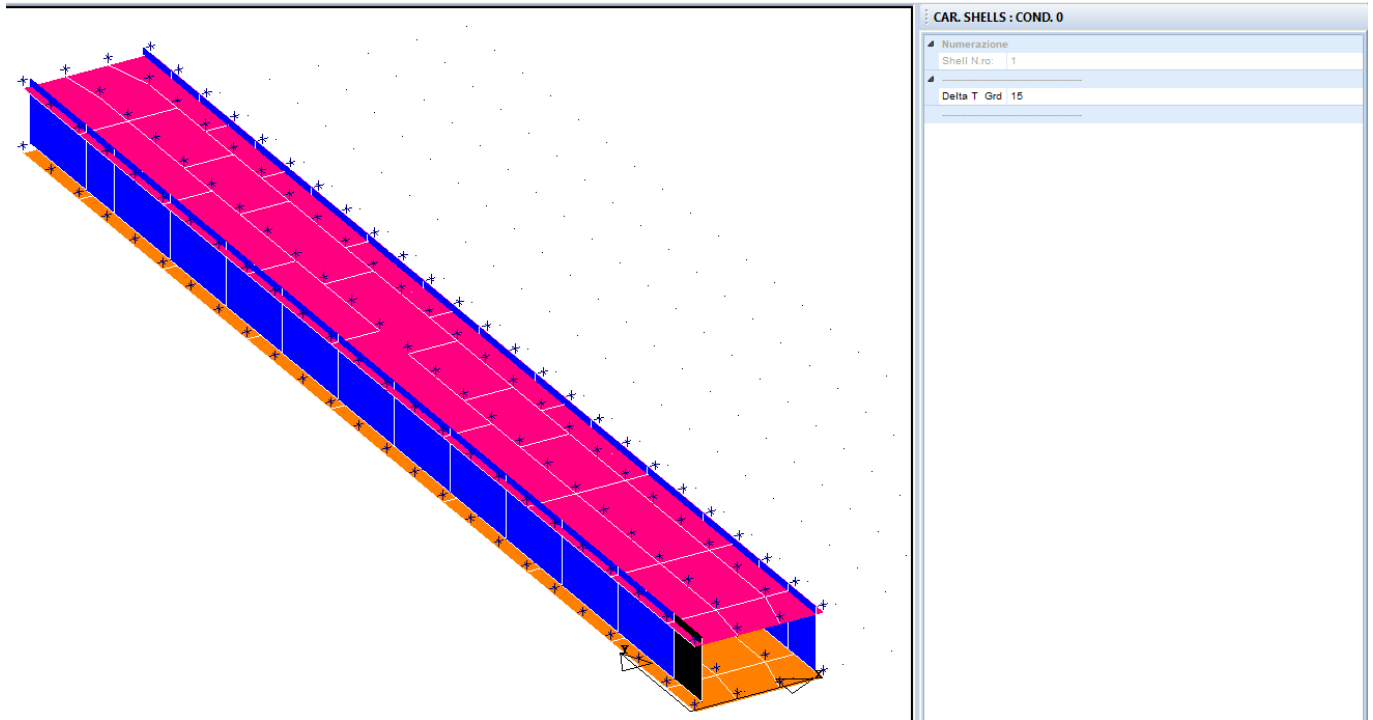 CAR. SHELLS : COND. 0
Numerazione
Shell N.ro: 1
Delta T Grd 15
Y
X